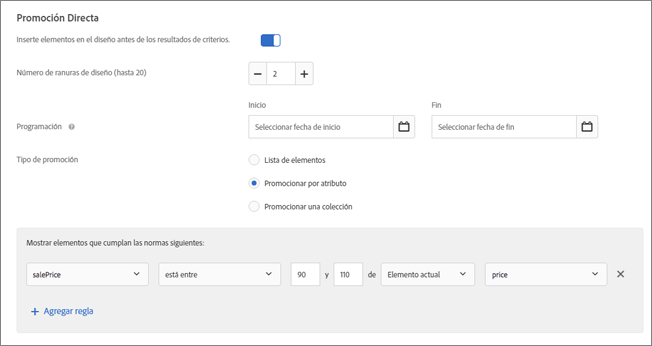 Promoción Directa
Inserte elementos en el diseño antes de los resultados de criterios.
Número de ranuras de diseño (hasta 20)
2
Inicio Fin
Programación Seleccionar fecha de inicio Seleccionar fecha de fin
Tipo de promoción Lista de elementos
Promocionar por atributo
Promocionar una colección
Mostrar elementos que cumplan las normas siguientes:
salePrice está entre 90 y 110 de Elemento actual price
Agregar regla